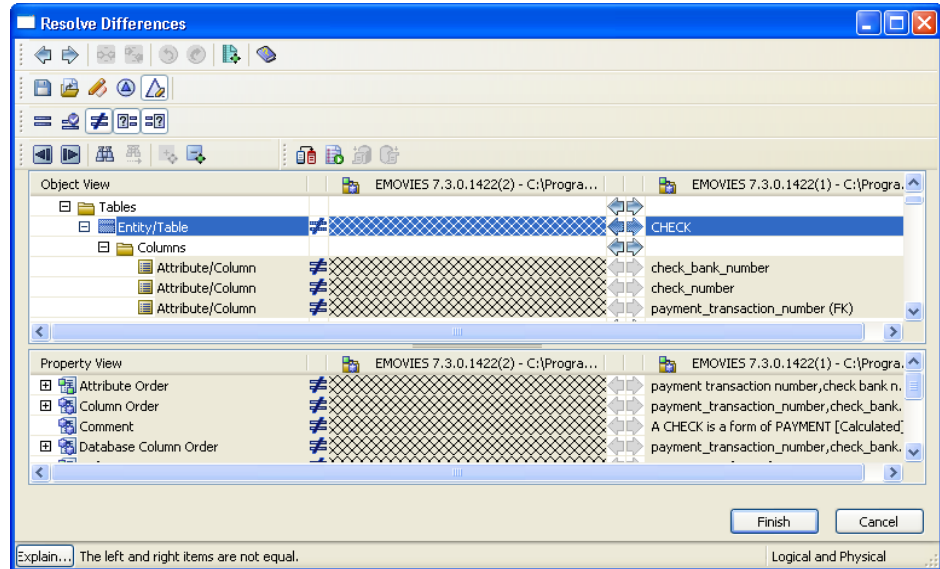 Resolve Differences
Object View EMOVIES 7.3.0.1422(2) - C:\Progra... EMOVIES 7.3.0.1422(1) - C:\Progra.
Tables
Entity/Table CHECK
Columns
Attribute/Column check_bank_number
Attribute/Column check_number
Attribute/Column payment_transaction_number (FK)
Property View EMOVIES 7.3.0.1422(2) - C:\Progra... EMOVIES 7.3.0.1422(1) - C:\Progra.
Attribute Order payment transaction number,check bank n.
Column Order payment_transaction_number,check_bank.
Comment A CHECK is a form of PAYMENT [Calculated]
Database Column Order payment_transaction_number,check_bank.
Finish Cancel
Explain... The left and right items are not equal. Logical and Physical